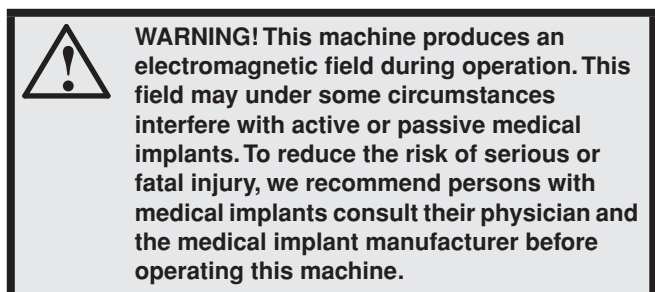 WARNING! This machine produces an
electromagnetic field during operation. This
field may under some circumstances
interfere with active or passive medical
implants. To reduce the risk of serious or
fatal injury, we recommend persons with
medical implants consult their physician and
the medical implant manufacturer before
operating this machine.